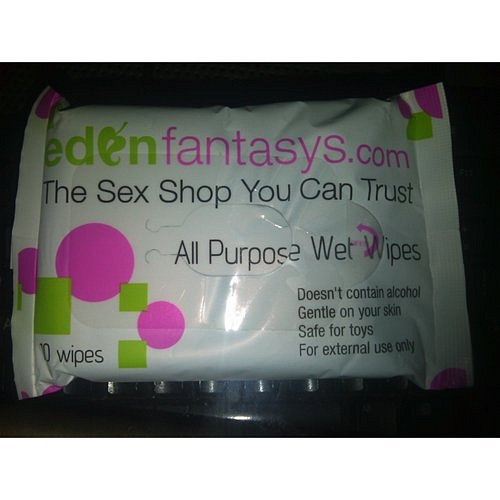 edenfantasys.com
The Sex Shop You Can Trust
All Purpose Wet Wipes
Doesn't contain alcohol
Gentle on your skin
Safe for toys
For external use only
wipes